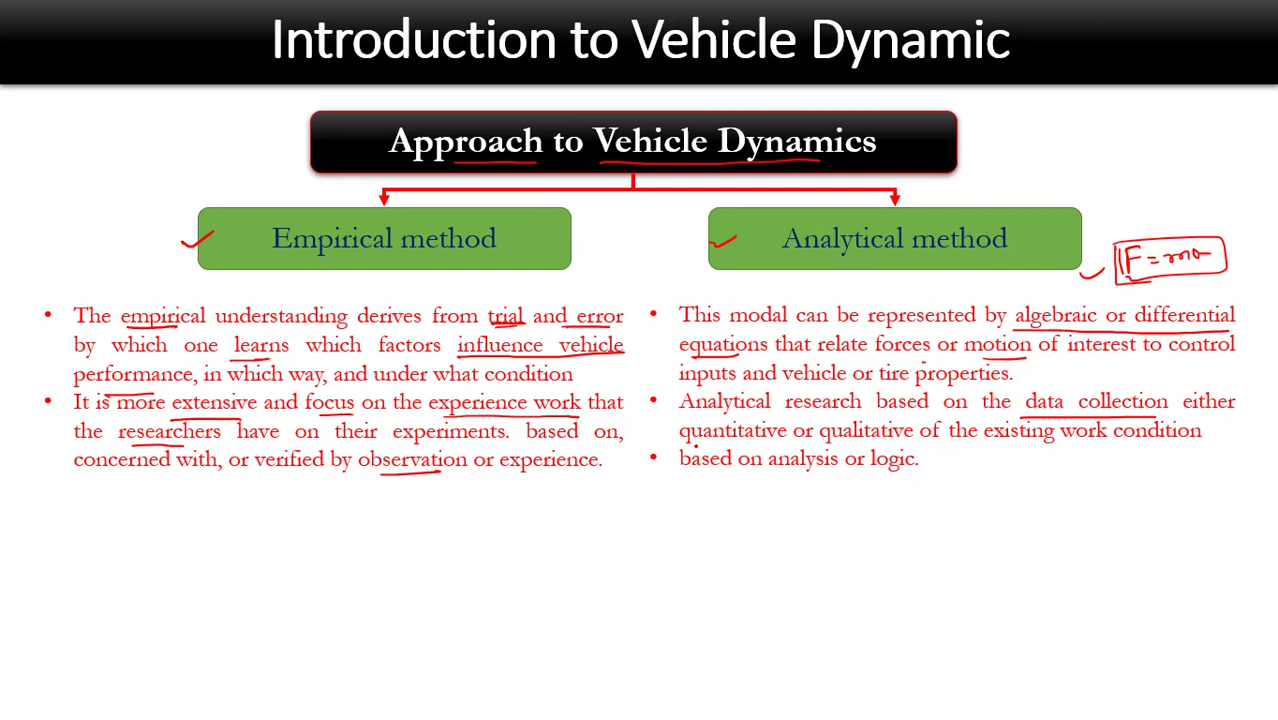 Introduction to Vehicle Dynamic
Approach to Vehicle Dynamics
Empirical method
• The empirical understanding derives from trial and error
by which one learns which factors influence vehicle
performance, in which way, and under what condition
• It is more extensive and focus on the experience work that
the researchers have on their experiments. based on,
concerned with, or verified by observation or experience.
Analytical method
F = ma
• This modal can be represented by algebraic or differential
equations that relate forces or motion of interest to control
inputs and vehicle or tire properties.
• Analytical research based on the data collection either
quantitative or qualitative of the existing work condition
• based on analysis or logic.